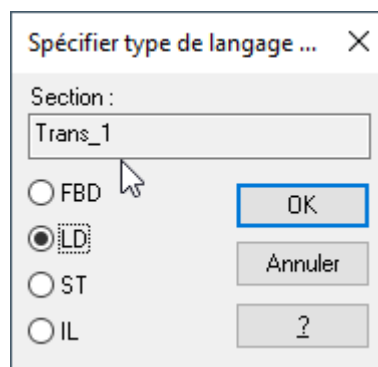 Spécifier type de langage ...
Section :
Trans_1
FBD
OK
LD
Annuler
ST
IL
?